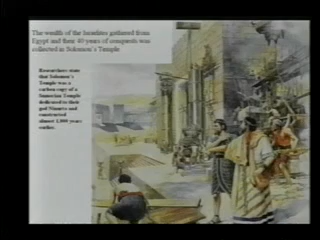 The wealth of the Israelites gathered from
Egypt and their 40 years of conquests was
collected in Solomon's Temple
Researchers state
that Solomon's
Temple was a
carbon copy of a
Sumerian Temple
dedicated to their
god Ninurta and
constructed
almost 1,000 years
earlier.